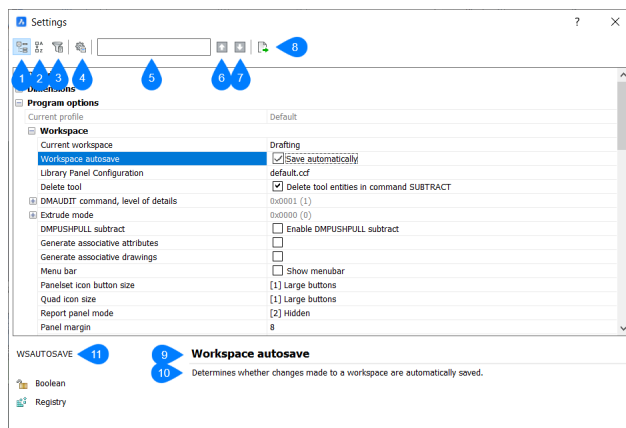 Settings
?
A
Z
8
1
2
3
4
5
6
7
Dimensions
Program options
Current profile Default
Workspace
Current workspace Drafting
Workspace autosave Save automatically
Library Panel Configuration default.ccf
Delete tool Delete tool entities in command SUBTRACT
DMAUDIT command, level of details 0x0001 (1)
Extrude mode 0x0000 (0)
DMPUSHPULL subtract Enable DMPUSHPULL subtract
Generate associative attributes
Generate associative drawings
Menu bar Show menubar
Panelset icon button size [1] Large buttons
Quad icon size [1] Large buttons
Report panel mode [2] Hidden
Panel margin 8
WSAUTOSAVE 11 9 Workspace autosave
10 Determines whether changes made to a workspace are automatically saved.
Boolean
Registry